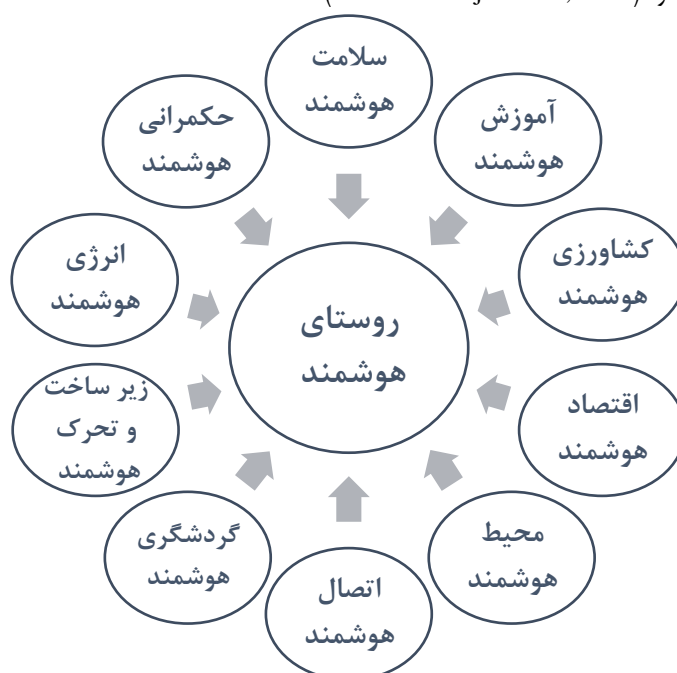 سلامت
هوشمند
آموزش
هوشمند
کشاورزی
هوشمند
اقتصاد
هوشمند
محیط
هوشمند
اتصال
هوشمند
گردشگری
هوشمند
زیر ساخت
و تحرک
هوشمند
انرژی
هوشمند
حکمرانی
هوشمند
روستای
هوشمند